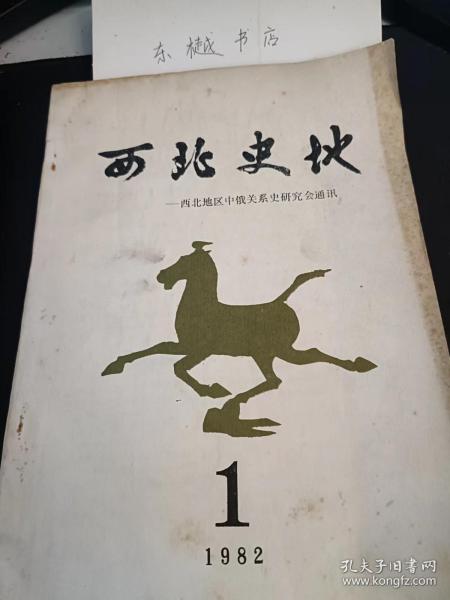 东樾书店
西北史地
—西北地区中俄关系史研究会通讯
1
1982
孔夫子旧书网
www.kongfz.com